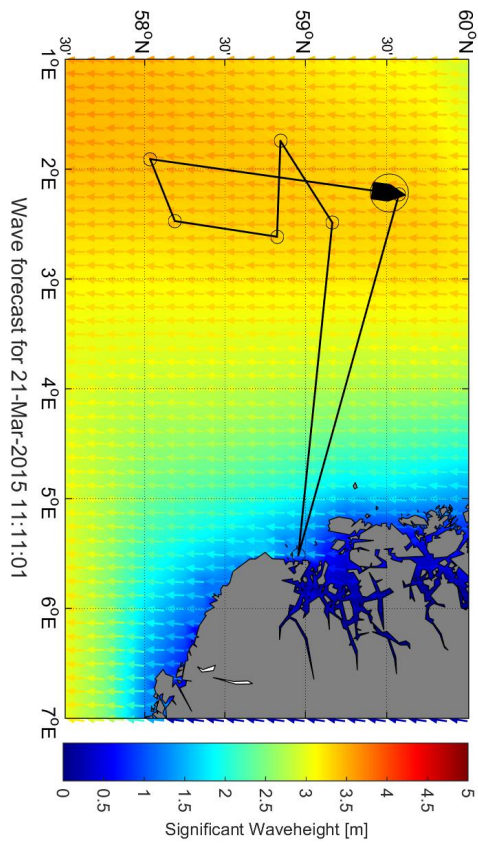 30'
58°N
30'
59°N
30'
60°N
1°E
2°E
3°E
4°E
5°E
6°E
7°E
Wave forecast for 21-Mar-2015 11:11:01
0
0.5
1
1.5
2
2.5
3
3.5
4
4.5
5
Significant Waveheight [m]